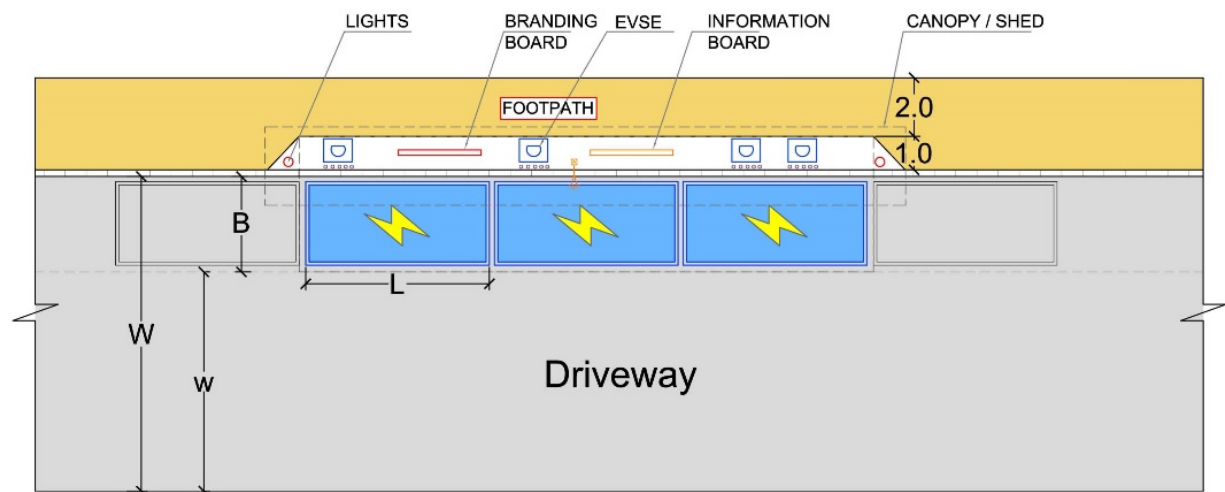 LIGHTS
BRANDING
BOARD
EVSE
INFORMATION
BOARD
CANOPY / SHED
FOOTPATH
2.0
1.0
B
L
W
w
Driveway